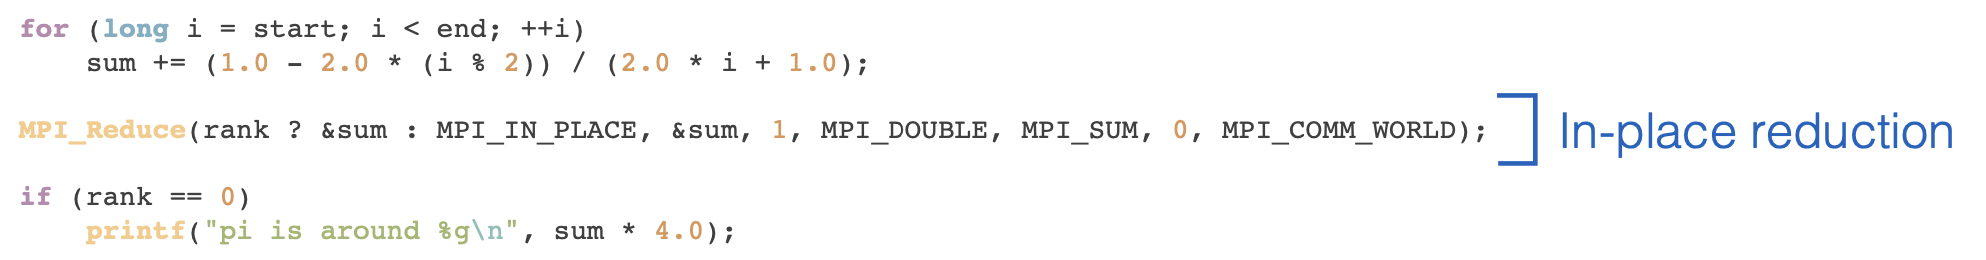 for (long i = start; i < end; ++i)
    sum += (1.0 - 2.0 * (i % 2)) / (2.0 * i + 1.0);
MPI_Reduce(rank ? &sum : MPI_IN_PLACE, &sum, 1, MPI_DOUBLE, MPI_SUM, 0, MPI_COMM_WORLD);
In-place reduction
if (rank == 0)
    printf("pi is around %g\n", sum * 4.0);